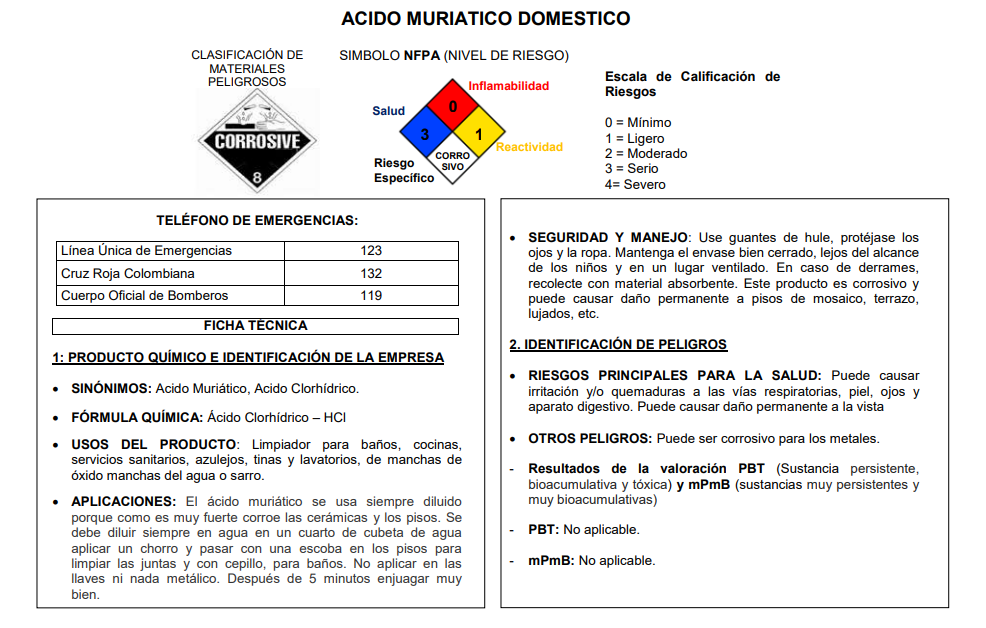 ACIDO MURIATICO DOMESTICO
CLASIFICACIÓN DE
MATERIALES
PELIGROSOS
CORROSIVE
8
SIMBOLO NFPA (NIVEL DE RIESGO)
Inflamabilidad
Salud
0
3
1
Reactividad
CORRO
SIVO
Riesgo
Específico
Escala de Calificación de
Riesgos
0 = Mínimo
1 = Ligero
2 = Moderado
3 = Serio
4= Severo
TELÉFONO DE EMERGENCIAS:
Línea Única de Emergencias 123
Cruz Roja Colombiana 132
Cuerpo Oficial de Bomberos 119
FICHA TÉCNICA
1: PRODUCTO QUÍMICO E IDENTIFICACIÓN DE LA EMPRESA
• SINÓNIMOS: Acido Muriático, Acido Clorhídrico.
• FÓRMULA QUÍMICA: Ácido Clorhídrico – HCl
• USOS DEL PRODUCTO: Limpiador para baños, cocinas,
servicios sanitarios, azulejos, tinas y lavatorios, de manchas de
óxido manchas del agua o sarro.
• APLICACIONES: El ácido muriático se usa siempre diluido
porque como es muy fuerte corroe las cerámicas y los pisos. Se
debe diluir siempre en agua en un cuarto de cubeta de agua
aplicar un chorro y pasar con una escoba en los pisos para
limpiar las juntas y con cepillo, para baños. No aplicar en las
llaves ni nada metálico. Después de 5 minutos enjuagar muy
bien.
• SEGURIDAD Y MANEJO: Use guantes de hule, protéjase los
ojos y la ropa. Mantenga el envase bien cerrado, lejos del alcance
de los niños y en un lugar ventilado. En caso de derrames,
recolecte con material absorbente. Este producto es corrosivo y
puede causar daño permanente a pisos de mosaico, terrazo,
lujados, etc.
2. IDENTIFICACIÓN DE PELIGROS
• RIESGOS PRINCIPALES PARA LA SALUD: Puede causar
irritación y/o quemaduras a las vías respiratorias, piel, ojos y
aparato digestivo. Puede causar daño permanente a la vista
• OTROS PELIGROS: Puede ser corrosivo para los metales.
- Resultados de la valoración PBT (Sustancia persistente,
bioacumulativa y tóxica) y mPmB (sustancias muy persistentes y
muy bioacumulativas)
- PBT: No aplicable.
- mPmB: No aplicable.